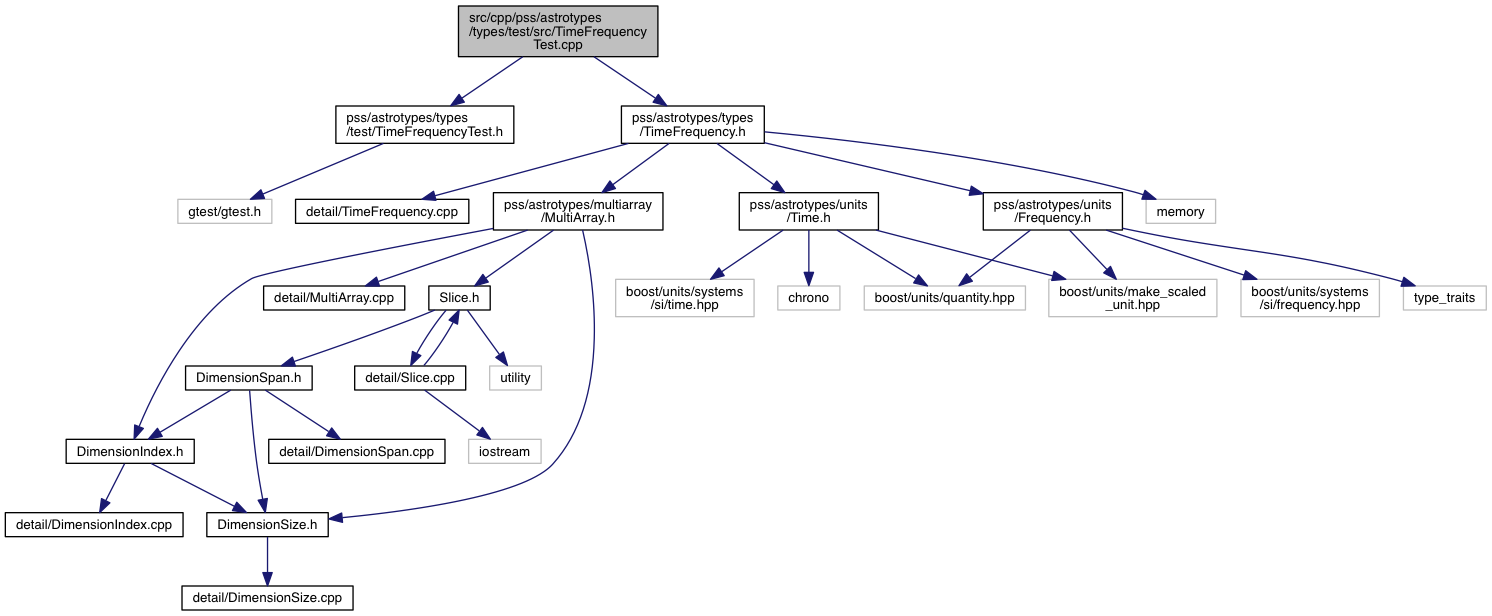 src/cpp/pss/astrotypes
/types/test/src/TimeFrequency
Test.cpp
pss/astrotypes/types
/test/TimeFrequencyTest.h
pss/astrotypes/types
/TimeFrequency.h
gtest/gtest.h
detail/TimeFrequency.cpp
pss/astrotypes/multiarray
/MultiArray.h
pss/astrotypes/units
/Time.h
pss/astrotypes/units
/Frequency.h
memory
detail/MultiArray.cpp
Slice.h
boost/units/systems
/si/time.hpp
chrono
boost/units/quantity.hpp
boost/units/make_scaled
_unit.hpp
boost/units/systems
/si/frequency.hpp
type_traits
DimensionSpan.h
detail/Slice.cpp
utility
DimensionIndex.h
detail/DimensionSpan.cpp
iostream
detail/DimensionIndex.cpp
DimensionSize.h
detail/DimensionSize.cpp